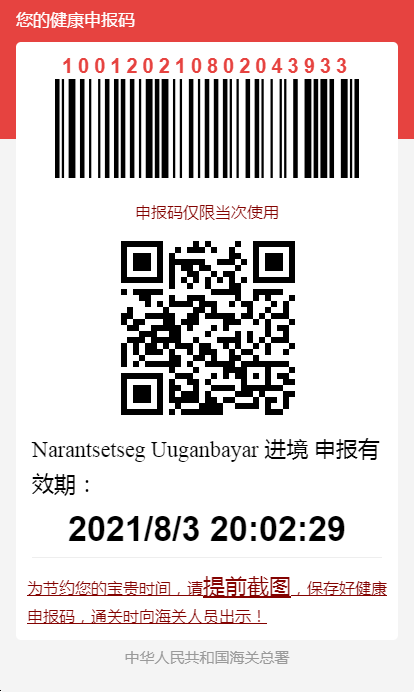 您的健康申报码
100120210802043933
申报码仅限当次使用
Narantsetseg Uuganbayar 进境 申报有
效期：
2021/8/3 20:02:29
为节约您的宝贵时间，请提前截图，保存好健康
申报码，通关时向海关人员出示！
中华人民共和国海关总署